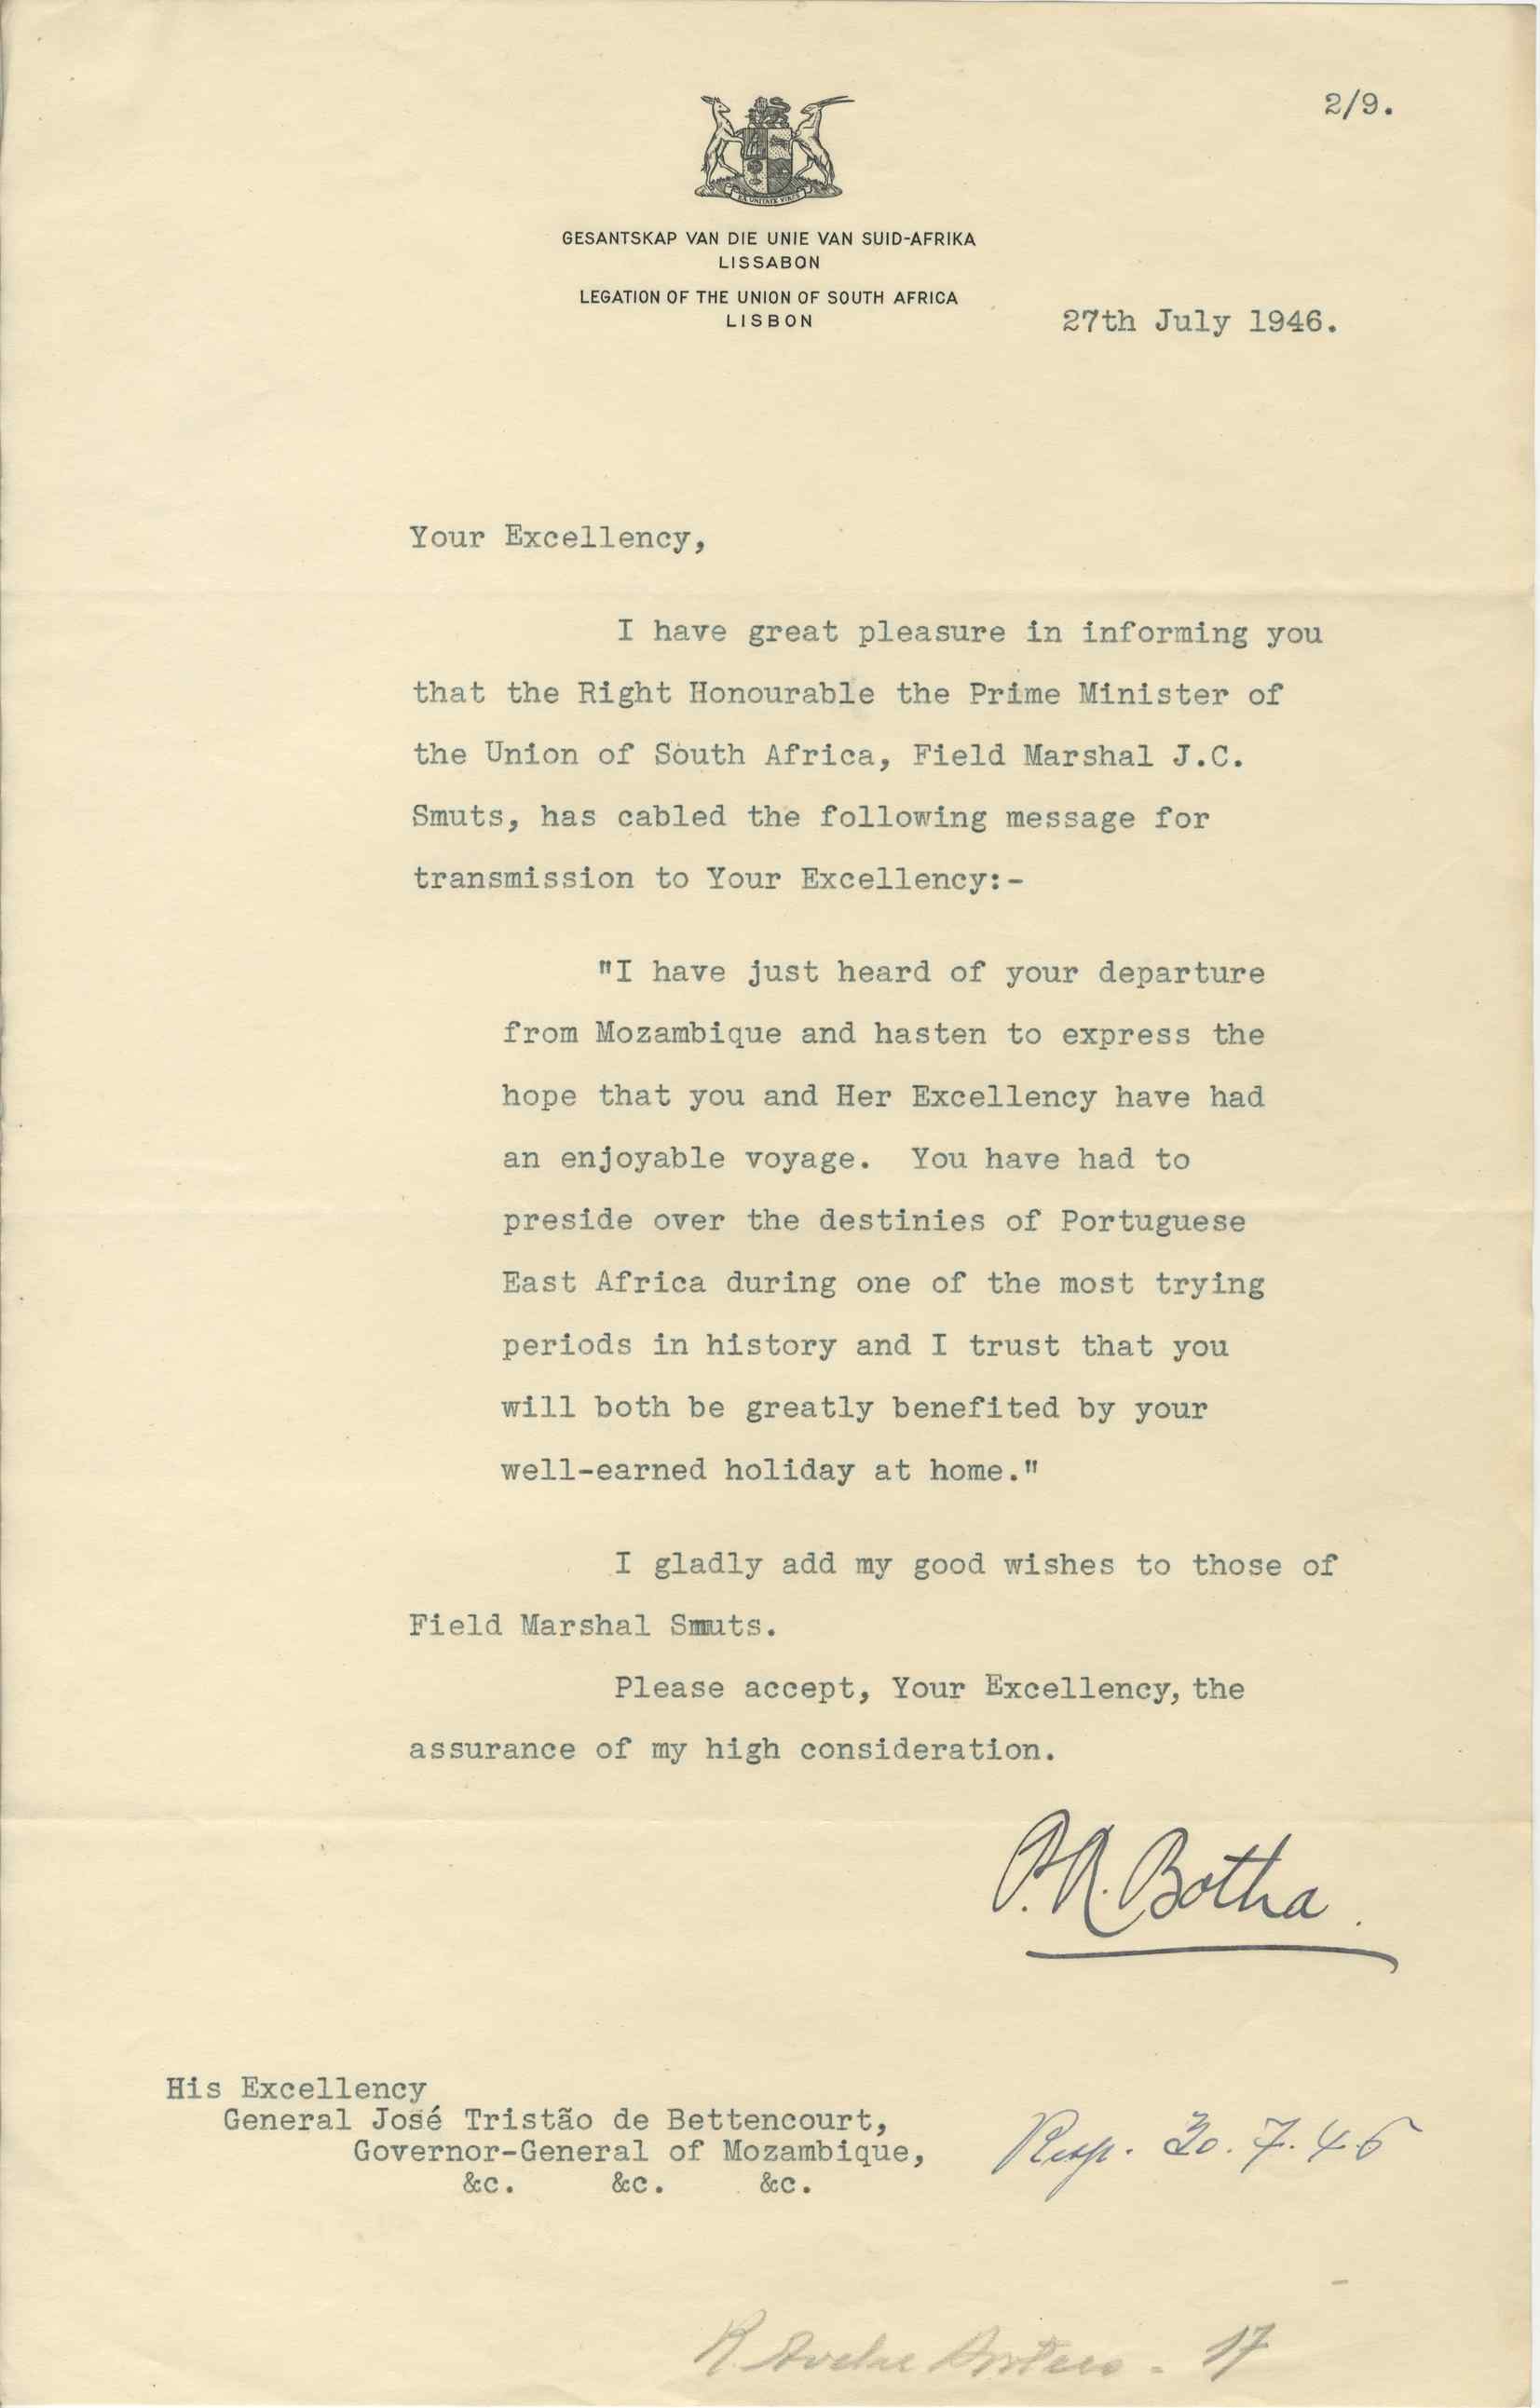 2/9.
EX UNITATE VIRES
GESANTSKAP VAN DIE UNIE VAN SUID-AFRIKA
LISSABON
LEGATION OF THE UNION OF SOUTH AFRICA
LISBON
27th July 1946.
Your Excellency,
I have great pleasure in informing you
that the Right Honourable the Prime Minister of
the Union of South Africa, Field Marshal J.C.
Smuts, has cabled the following message for
transmission to Your Excellency:-
"I have just heard of your departure
from Mozambique and hasten to express the
hope that you and Her Excellency have had
an enjoyable voyage. You have had to
preside over the destinies of Portuguese
East Africa during one of the most trying
periods in history and I trust that you
will both be greatly benefited by your
well-earned holiday at home."
I gladly add my good wishes to those of
Field Marshal Smuts.
Please accept, Your Excellency, the
assurance of my high consideration.
P.R. Botha.
His Excellency
General José Tristão de Bettencourt,
Governor-General of Mozambique,
&c. &c. &c.
Resp. 30.7.46
R. 17